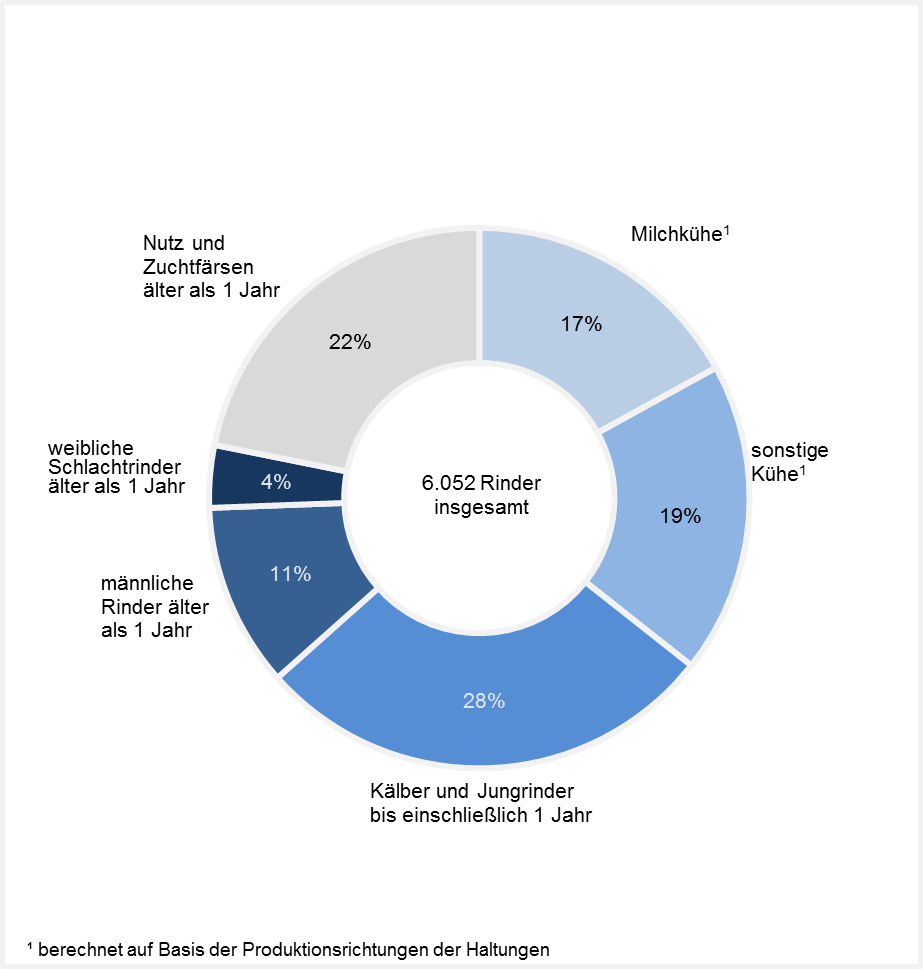 Milchkühe¹
Nutz und
Zuchtfärsen
älter als 1 Jahr
17%
22%
weibliche
Schlachtrinder
älter als 1 Jahr
sonstige
Kühe¹
4%
6.052 Rinder
insgesamt
19%
11%
männliche
Rinder älter
als 1 Jahr
28%
Kälber und Jungrinder
bis einschließlich 1 Jahr
¹ berechnet auf Basis der Produktionsrichtungen der Haltungen